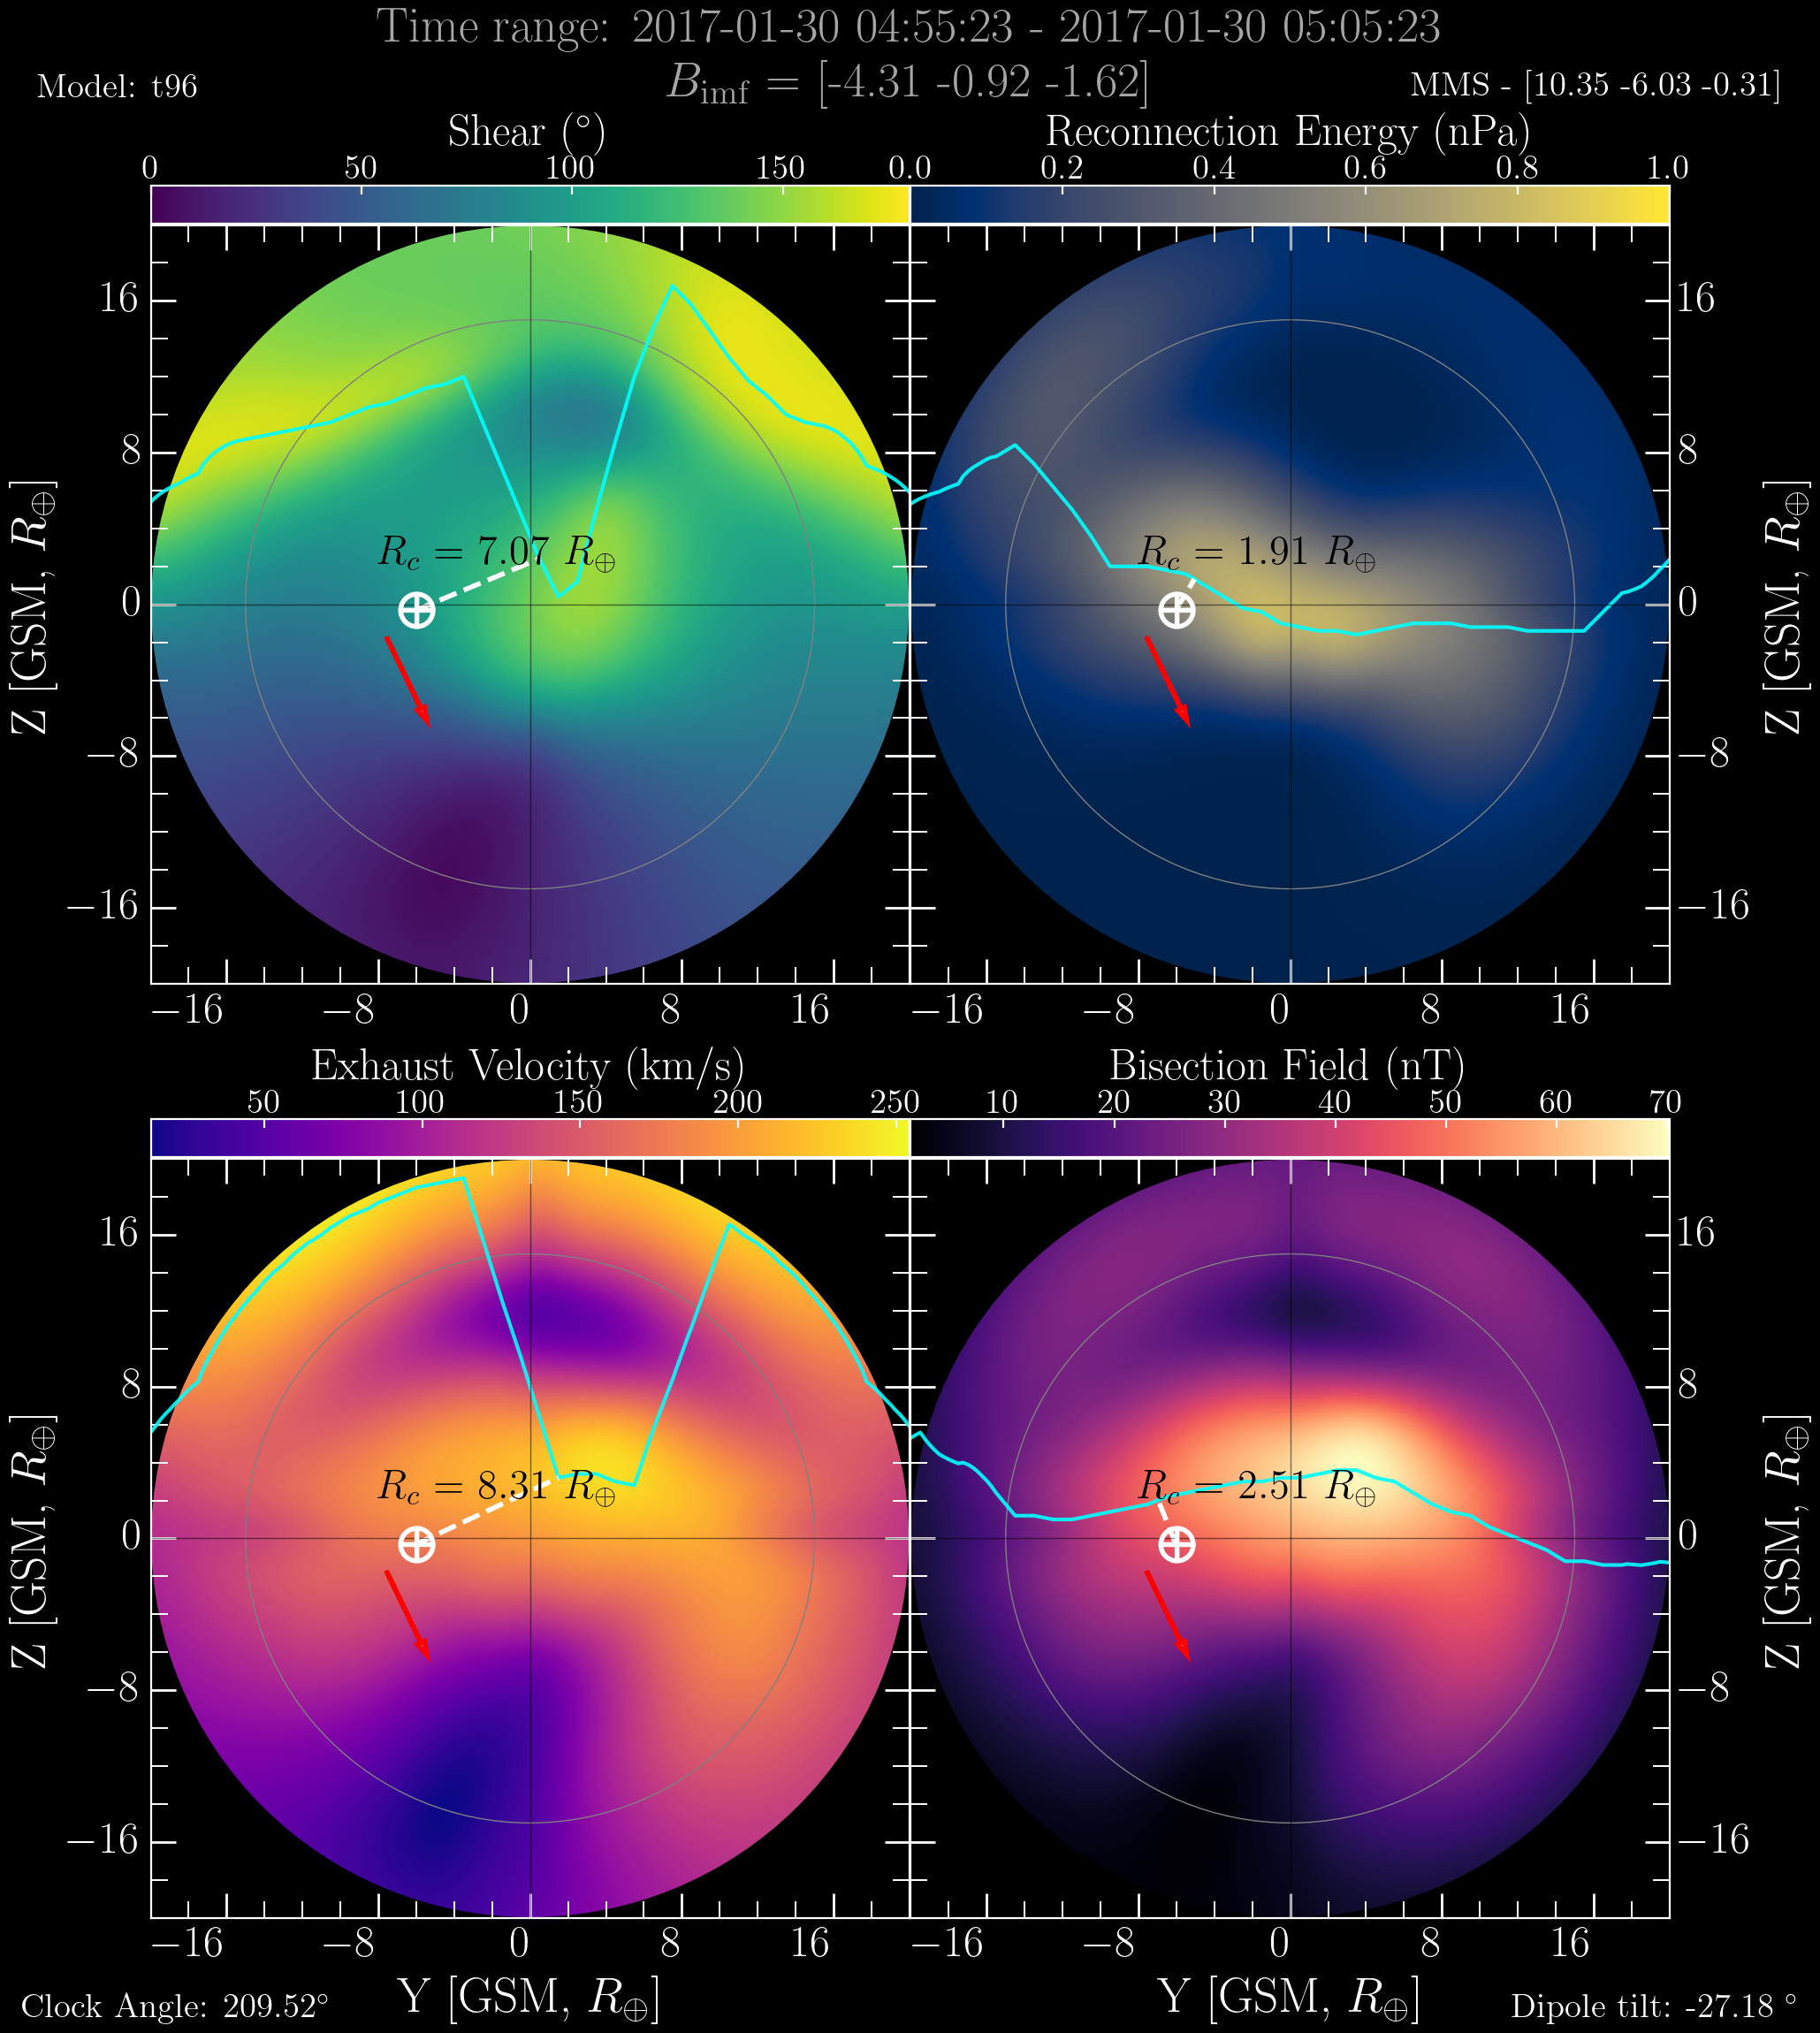 Time range: 2017-01-30 04:55:23 - 2017-01-30 05:05:23
Model: t96
B_imf = [-4.31 -0.92 -1.62]
MMS - [10.35 -6.03 -0.31]
Shear (°)
Reconnection Energy (nPa)
0 50 100 150
0.0 0.2 0.4 0.6 0.8 1.0
16 8 0 −8 −16
Z [GSM, R⊕]
R_c = 7.07 R⊕
R_c = 1.91 R⊕
16 8 0 −8 −16
Z [GSM, R⊕]
−16 −8 0 8 16
−16 −8 0 8 16
Exhaust Velocity (km/s)
Bisection Field (nT)
50 100 150 200 250
10 20 30 40 50 60 70
16 8 0 −8 −16
Z [GSM, R⊕]
R_c = 8.31 R⊕
R_c = 2.51 R⊕
16 8 0 −8 −16
Z [GSM, R⊕]
−16 −8 0 8 16
−16 −8 0 8 16
Y [GSM, R⊕]
Y [GSM, R⊕]
Clock Angle: 209.52°
Dipole tilt: -27.18 °